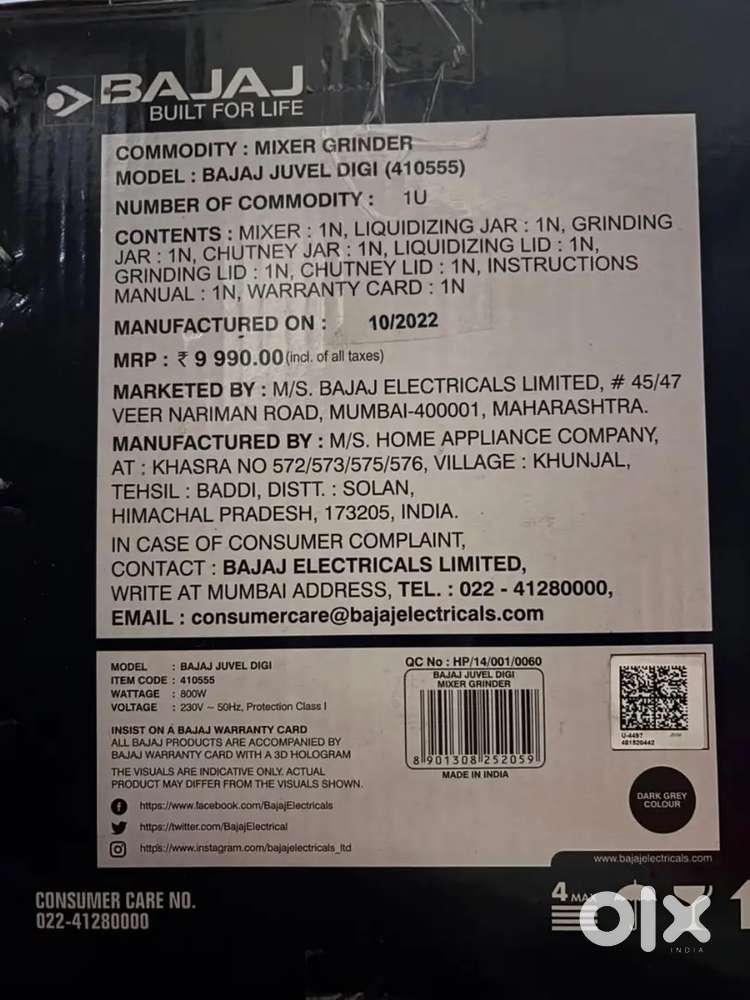 BAJAJ
BUILT FOR LIFE
COMMODITY : MIXER GRINDER
MODEL : BAJAJ JUVEL DIGI (410555)
NUMBER OF COMMODITY : 1U
CONTENTS : MIXER : 1N, LIQUIDIZING JAR : 1N, GRINDING
JAR : 1N, CHUTNEY JAR : 1N, LIQUIDIZING LID : 1N,
GRINDING LID : 1N, CHUTNEY LID : 1N, INSTRUCTIONS
MANUAL : 1N, WARRANTY CARD : 1N
MANUFACTURED ON : 10/2022
MRP : ₹ 9 990.00 (incl. of all taxes)
MARKETED BY : M/S. BAJAJ ELECTRICALS LIMITED, # 45/47
VEER NARIMAN ROAD, MUMBAI-400001, MAHARASHTRA.
MANUFACTURED BY : M/S. HOME APPLIANCE COMPANY,
AT : KHASRA NO 572/573/575/576, VILLAGE : KHUNJAL,
TEHSIL : BADDI, DISTT. : SOLAN,
HIMACHAL PRADESH, 173205, INDIA.
IN CASE OF CONSUMER COMPLAINT,
CONTACT : BAJAJ ELECTRICALS LIMITED,
WRITE AT MUMBAI ADDRESS, TEL. : 022 - 41280000,
EMAIL : consumercare@bajajelectricals.com
MODEL : BAJAJ JUVEL DIGI
ITEM CODE : 410555
WATTAGE : 800W
VOLTAGE : 230V ~ 50Hz, Protection Class I
INSIST ON A BAJAJ WARRANTY CARD
ALL BAJAJ PRODUCTS ARE ACCOMPANIED BY
BAJAJ WARRANTY CARD WITH A 3D HOLOGRAM
THE VISUALS ARE INDICATIVE ONLY. ACTUAL
PRODUCT MAY DIFFER FROM THE VISUALS SHOWN.
https://www.facebook.com/BajajElectricals
https://twitter.com/BajajElectrical
https://www.instagram.com/bajajelectricals_ltd
QC No : HP/14/001/0060
BAJAJ JUVEL DIGI
MIXER GRINDER
8 901308 252059
MADE IN INDIA
U-4497
481520442
DARK GREY
COLOUR
www.bajajelectricals.com
CONSUMER CARE NO.
022-41280000
4 MAX
olx
INDIA